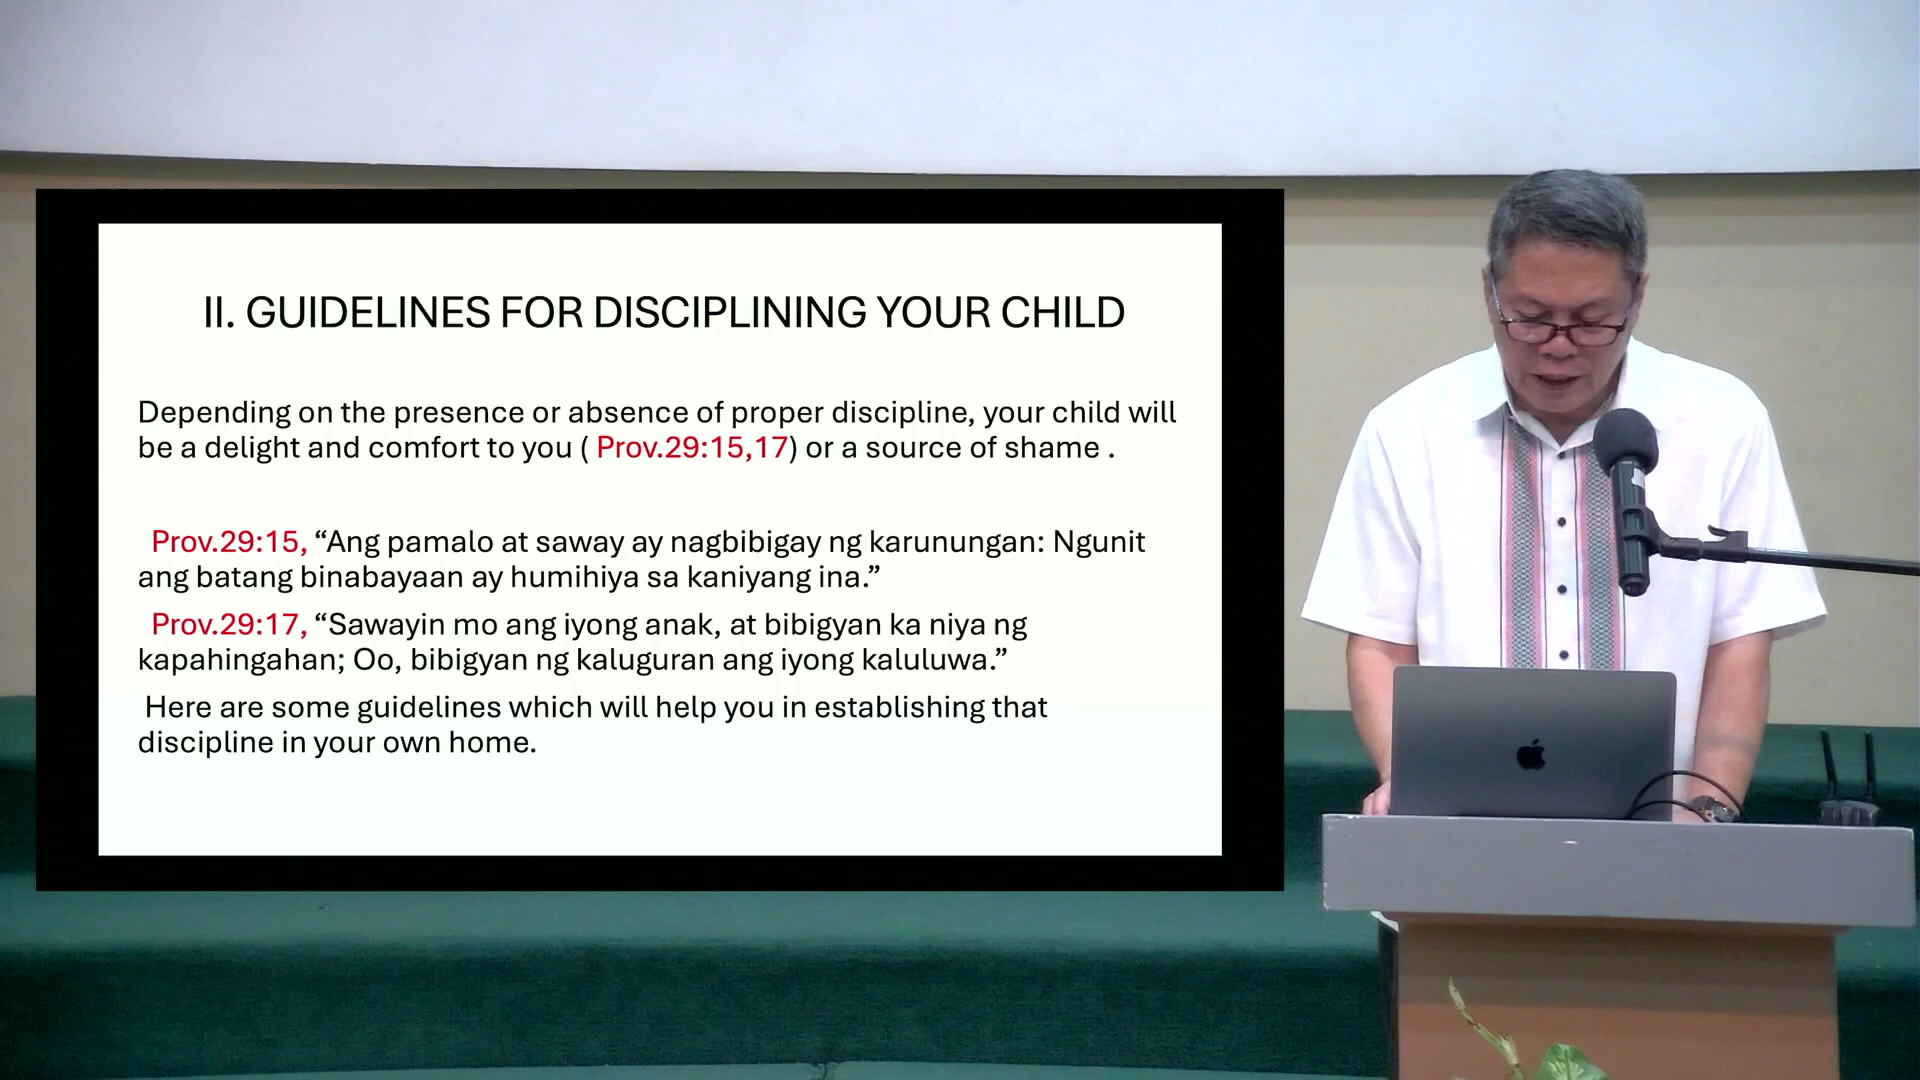 II. GUIDELINES FOR DISCIPLINING YOUR CHILD
Depending on the presence or absence of proper discipline, your child will
be a delight and comfort to you ( Prov.29:15,17) or a source of shame .
Prov.29:15, “Ang pamalo at saway ay nagbibigay ng karunungan: Ngunit
ang batang binabayaan ay humihiya sa kaniyang ina.”
Prov.29:17, “Sawayin mo ang iyong anak, at bibigyan ka niya ng
kapahingahan; Oo, bibigyan ng kaluguran ang iyong kaluluwa.”
Here are some guidelines which will help you in establishing that
discipline in your own home.